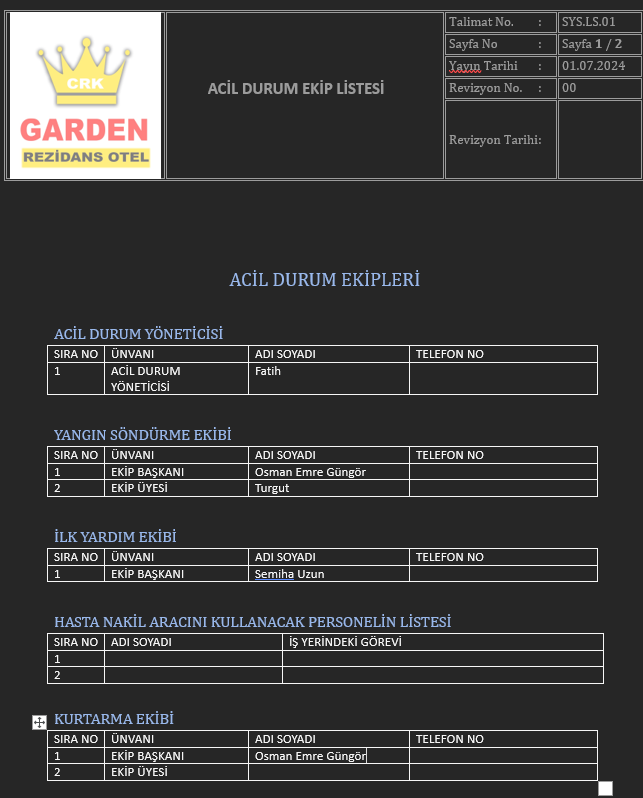 CRK
GARDEN
REZİDANS OTEL
ACİL DURUM EKİP LİSTESİ
Talimat No. : SYS.LS.01
Sayfa No : Sayfa 1 / 2
Yayın Tarihi : 01.07.2024
Revizyon No. : 00
Revizyon Tarihi:
ACİL DURUM EKİPLERİ
ACİL DURUM YÖNETİCİSİ
SIRA NO ÜNVANI ADI SOYADI TELEFON NO
1 ACİL DURUM Fatih
YÖNETİCİSİ
YANGIN SÖNDÜRME EKİBİ
SIRA NO ÜNVANI ADI SOYADI TELEFON NO
1 EKİP BAŞKANI Osman Emre Güngör
2 EKİP ÜYESİ Turgut
İLK YARDIM EKİBİ
SIRA NO ÜNVANI ADI SOYADI TELEFON NO
1 EKİP BAŞKANI Semiha Uzun
HASTA NAKİL ARACINI KULLANACAK PERSONELİN LİSTESİ
SIRA NO ADI SOYADI İŞ YERİNDEKİ GÖREVİ
1
2
KURTARMA EKİBİ
SIRA NO ÜNVANI ADI SOYADI TELEFON NO
1 EKİP BAŞKANI Osman Emre Güngör
2 EKİP ÜYESİ